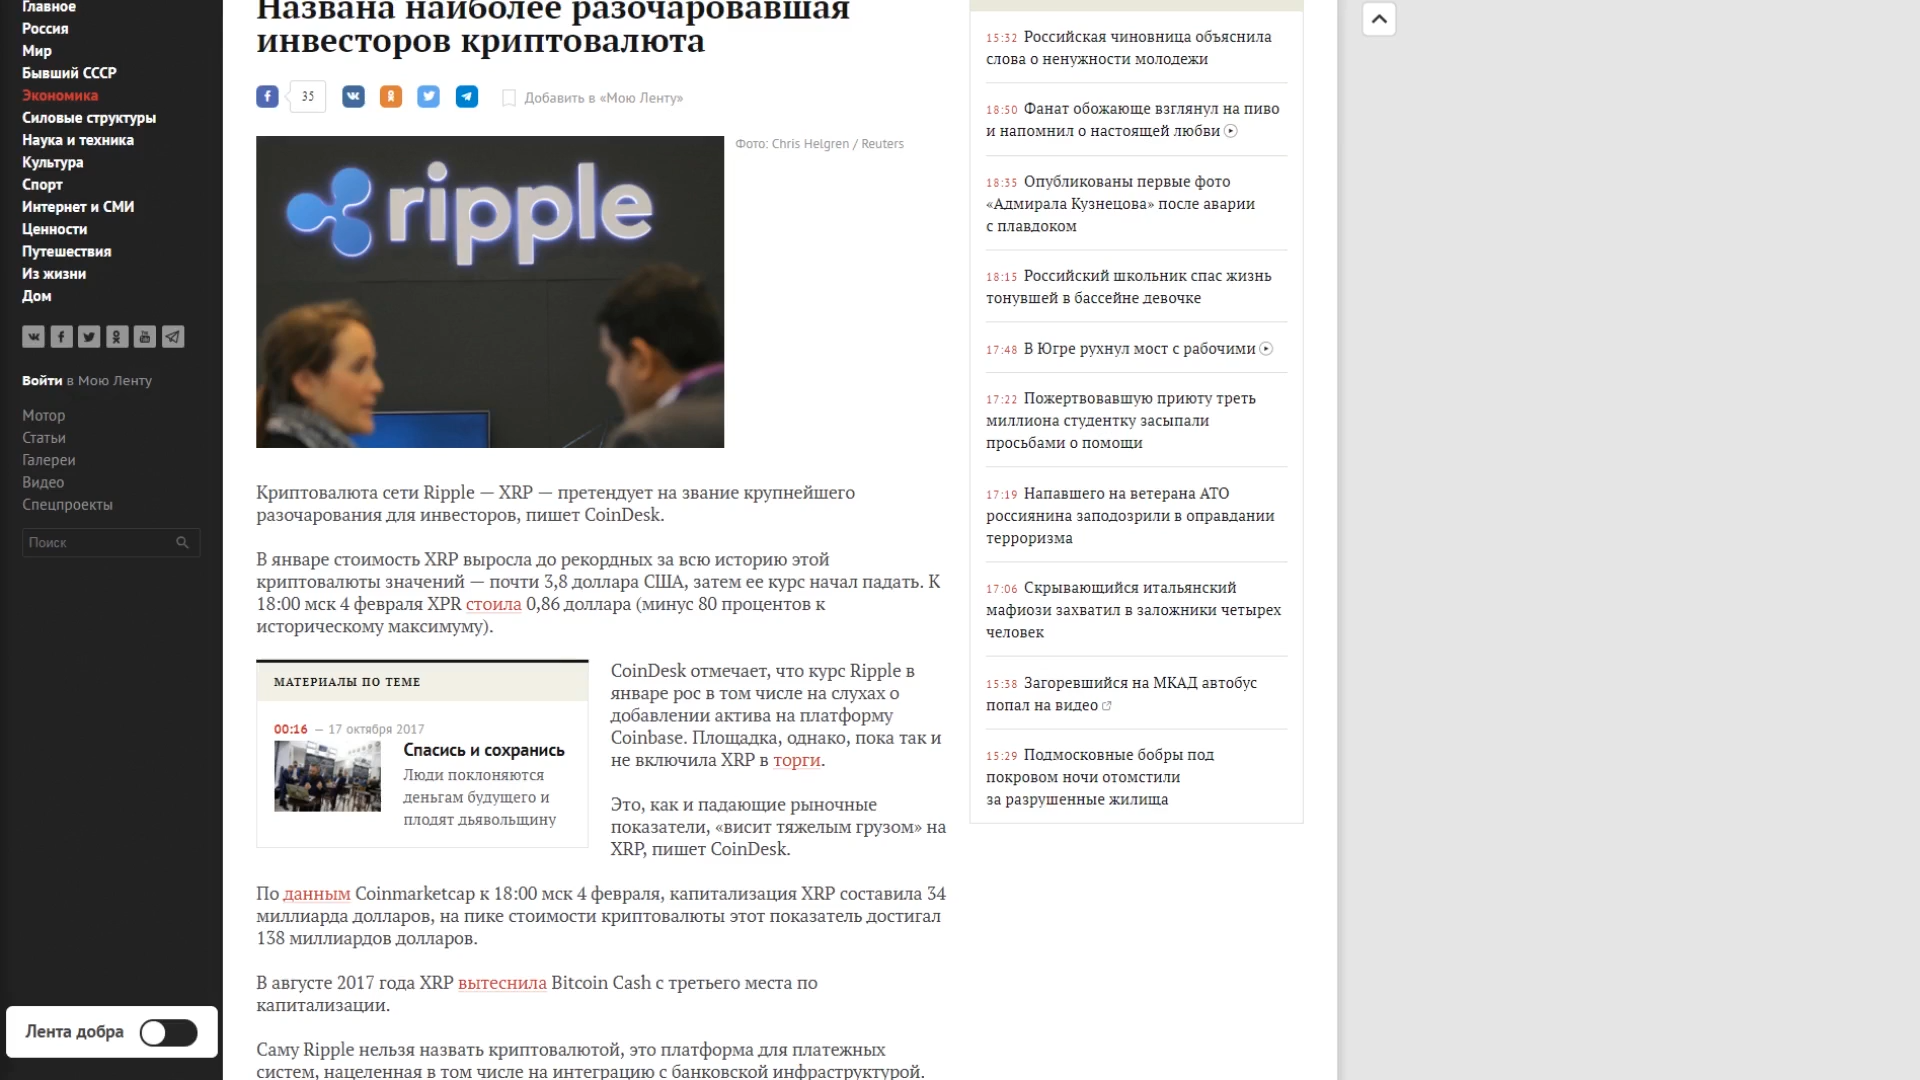 Главное
Россия
Мир
Бывший СССР
Экономика
Силовые структуры
Наука и техника
Культура
Спорт
Интернет и СМИ
Ценности
Путешествия
Из жизни
Дом
Войти в Мою Ленту
Мотор
Статьи
Галереи
Видео
Спецпроекты
Поиск
Лента добра
Названа наиболее разочаровавшая
инвесторов криптовалюта
35
Добавить в «Мою Ленту»
ripple
Фото: Chris Helgren / Reuters
Криптовалюта сети Ripple — XRP — претендует на звание крупнейшего
разочарования для инвесторов, пишет CoinDesk.
В январе стоимость XRP выросла до рекордных за всю историю этой
криптовалюты значений — почти 3,8 доллара США, затем ее курс начал падать. К
18:00 мск 4 февраля XPR стоила 0,86 доллара (минус 80 процентов к
историческому максимуму).
МАТЕРИАЛЫ ПО ТЕМЕ
00:16 — 17 октября 2017
Спасись и сохранись
Люди поклоняются
деньгам будущего и
плодят дьявольщину
CoinDesk отмечает, что курс Ripple в
январе рос в том числе на слухах о
добавлении актива на платформу
Coinbase. Площадка, однако, пока так и
не включила XRP в торги.
Это, как и падающие рыночные
показатели, «висит тяжелым грузом» на
XRP, пишет CoinDesk.
По данным Coinmarketcap к 18:00 мск 4 февраля, капитализация XRP составила 34
миллиарда долларов, на пике стоимости криптовалюты этот показатель достигал
138 миллиардов долларов.
В августе 2017 года XRP вытеснила Bitcoin Cash с третьего места по
капитализации.
Саму Ripple нельзя назвать криптовалютой, это платформа для платежных
систем, нацеленная в том числе на интеграцию с банковской инфраструктурой.
15:32 Российская чиновница объяснила
слова о ненужности молодежи
18:50 Фанат обожающе взглянул на пиво
и напомнил о настоящей любви
18:35 Опубликованы первые фото
«Адмирала Кузнецова» после аварии
с плавдоком
18:15 Российский школьник спас жизнь
тонувшей в бассейне девочке
17:48 В Югре рухнул мост с рабочими
17:22 Пожертвовавшую приюту треть
миллиона студентку засыпали
просьбами о помощи
17:19 Напавшего на ветерана АТО
россиянина заподозрили в оправдании
терроризма
17:06 Скрывающийся итальянский
мафиози захватил в заложники четырех
человек
15:38 Загоревшийся на МКАД автобус
попал на видео
15:29 Подмосковные бобры под
покровом ночи отомстили
за разрушенные жилища